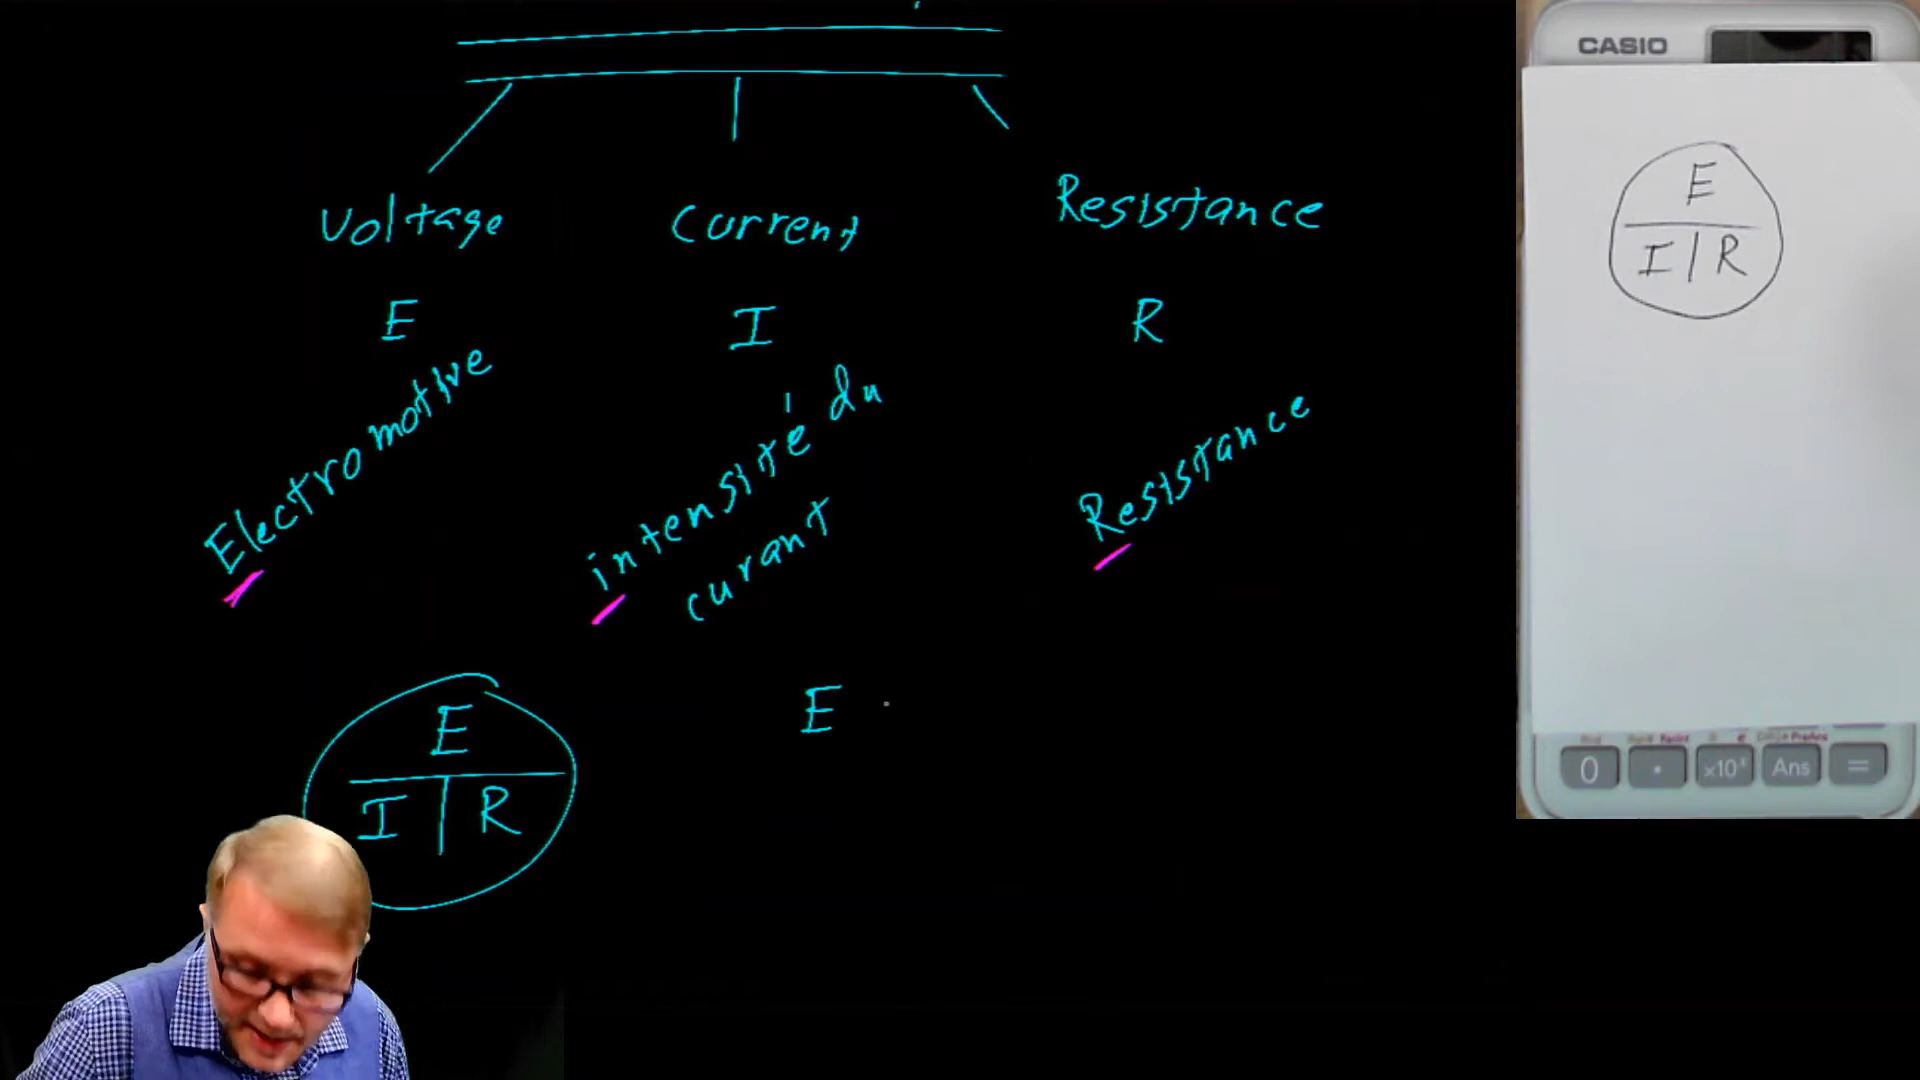 Voltage
Current
Resistance
E
I
R
Electromotive
intensité du
curant
Resistance
E
I R
E
CASIO
E
I R
0
.
Ans
=